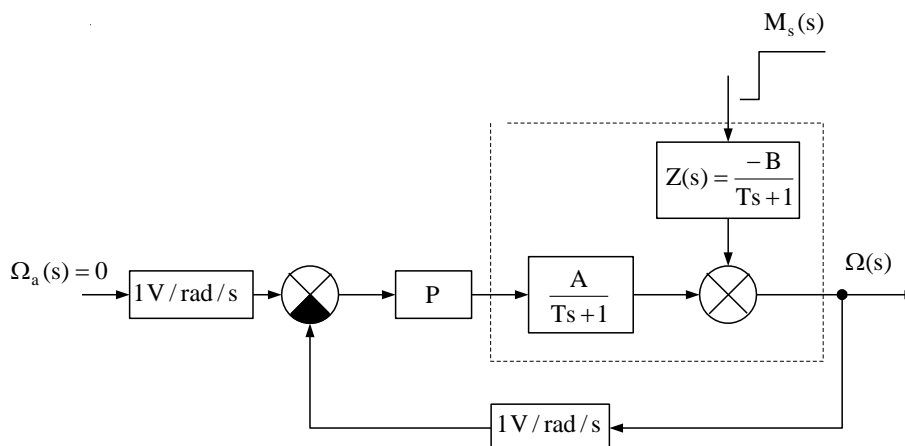 M_s(s)
Z(s) = -B / (Ts+1)
Ω_a(s) = 0
1V/rad/s
P
A / (Ts+1)
Ω(s)
1V/rad/s